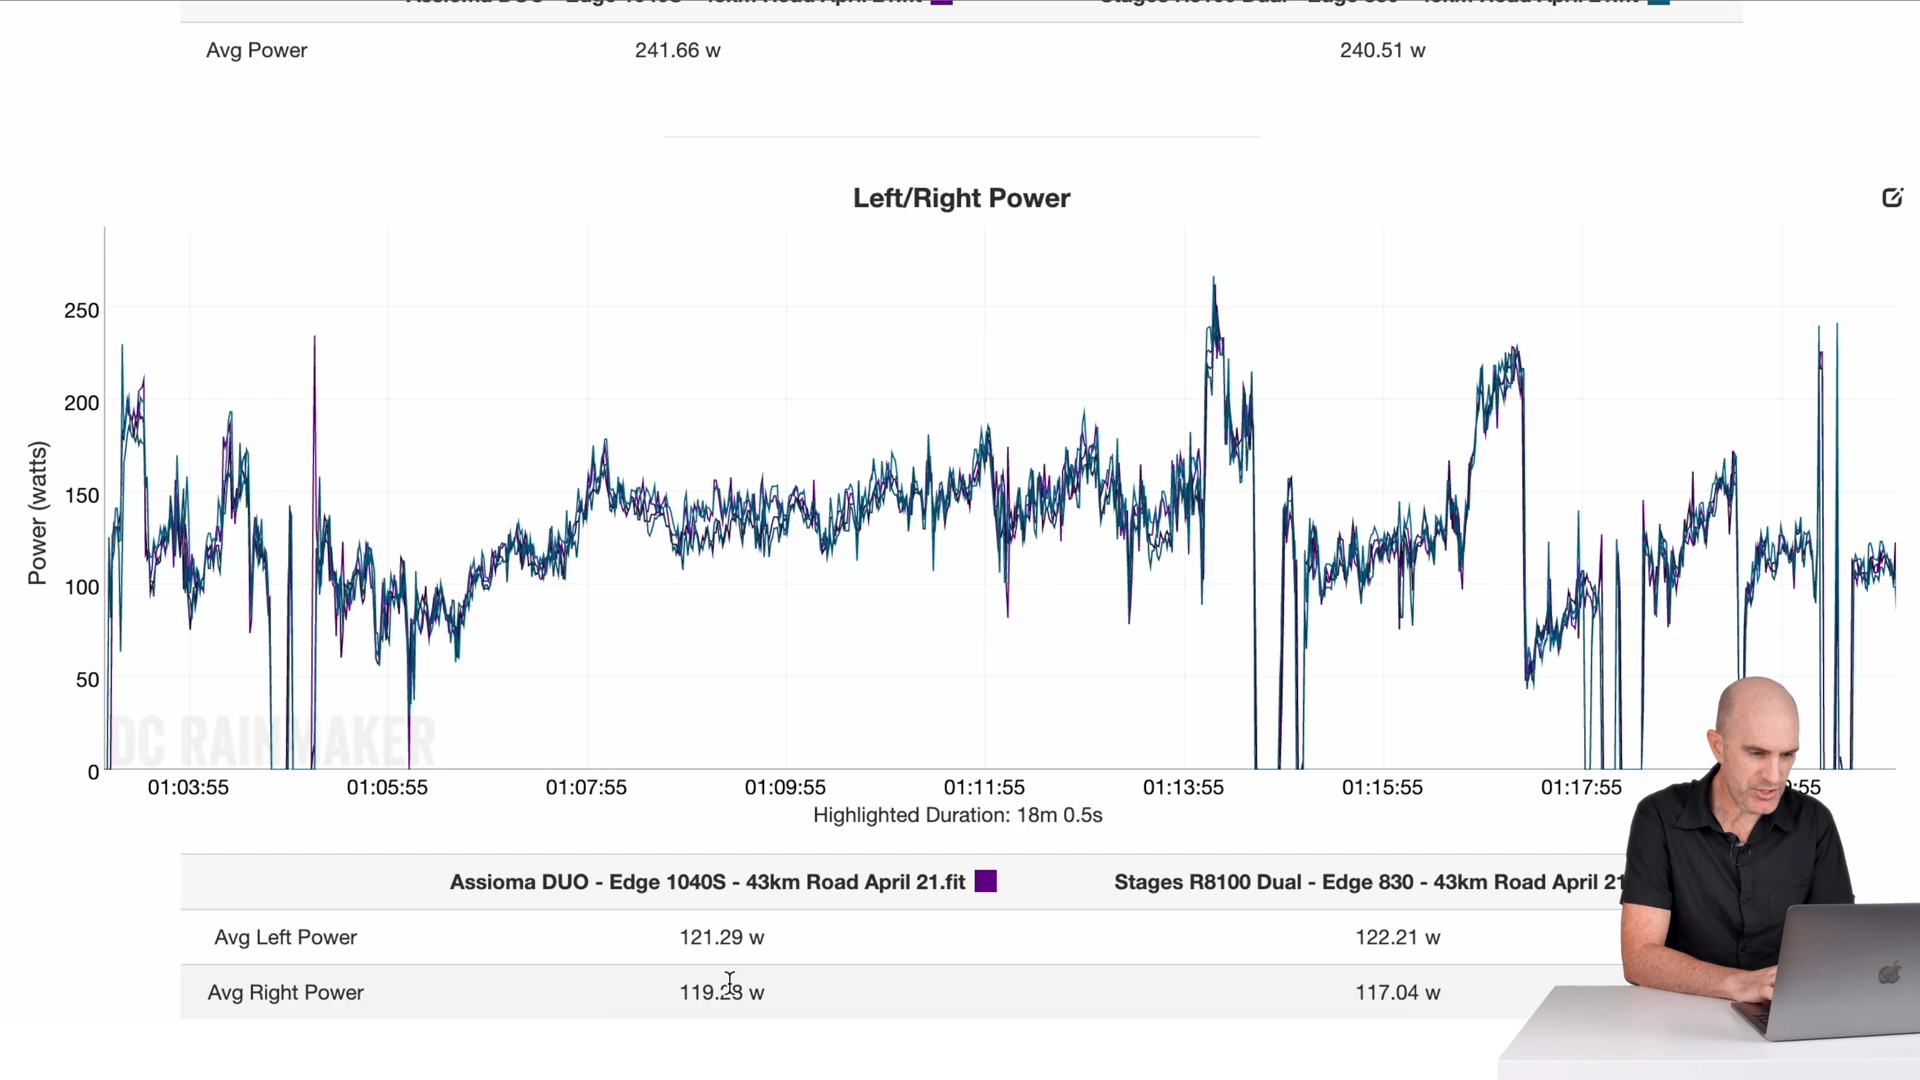 Avg Power 241.66 w 240.51 w
Left/Right Power
Power (watts)
250
200
150
100
50
0
DC RAINMAKER
01:03:55 01:05:55 01:07:55 01:09:55 01:11:55 01:13:55 01:15:55 01:17:55 :55
Highlighted Duration: 18m 0.5s
Assioma DUO - Edge 1040S - 43km Road April 21.fit Stages R8100 Dual - Edge 830 - 43km Road April 21
Avg Left Power 121.29 w 122.21 w
Avg Right Power w 117.04 w